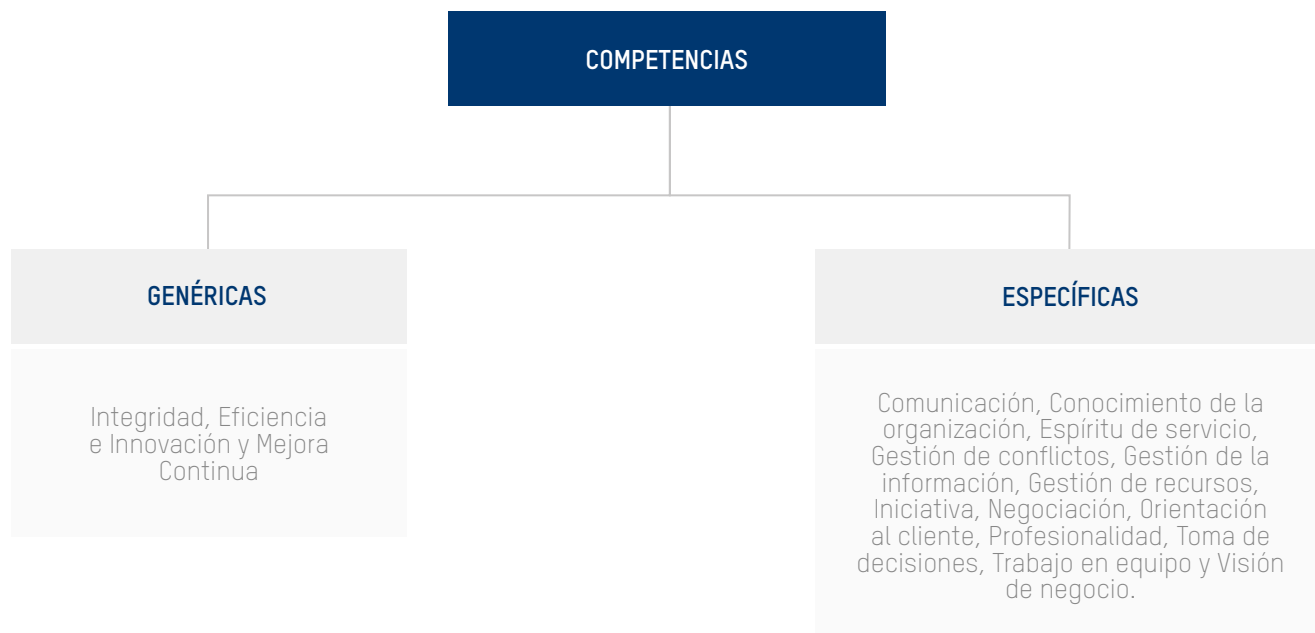 COMPETENCIAS
GENÉRICAS
Integridad, Eficiencia
e Innovación y Mejora
Continua
ESPECÍFICAS
Comunicación, Conocimiento de la
organización, Espíritu de servicio,
Gestión de conflictos, Gestión de la
información, Gestión de recursos,
Iniciativa, Negociación, Orientación
al cliente, Profesionalidad, Toma de
decisiones, Trabajo en equipo y Visión
de negocio.